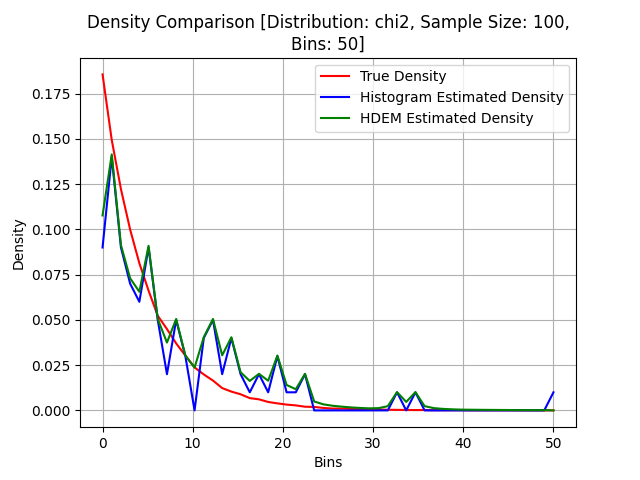 Density Comparison [Distribution: chi2, Sample Size: 100,
Bins: 50]
True Density
Histogram Estimated Density
HDEM Estimated Density
Density
0.175
0.150
0.125
0.100
0.075
0.050
0.025
0.000
0 10 20 30 40 50
Bins